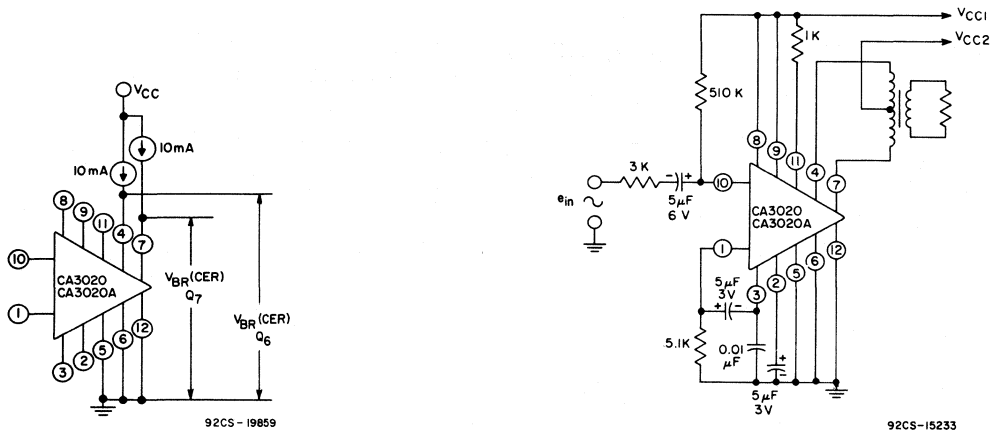 VCC
10mA
10mA
8
9
11
4
7
10
CA3020
CA3020A
1
12
6
5
2
3
VBR(CER)
Q7
VBR(CER)
Q6
92CS-19859
VCC1
VCC2
1K
510 K
8
9
11
4
7
3K
- +
10
5µF
6 V
ein
CA3020
CA3020A
1
12
6
5
2
3
5µF
3V
+ -
5.1K
0.01
µF
+
-
5µF
3V
92CS-15233